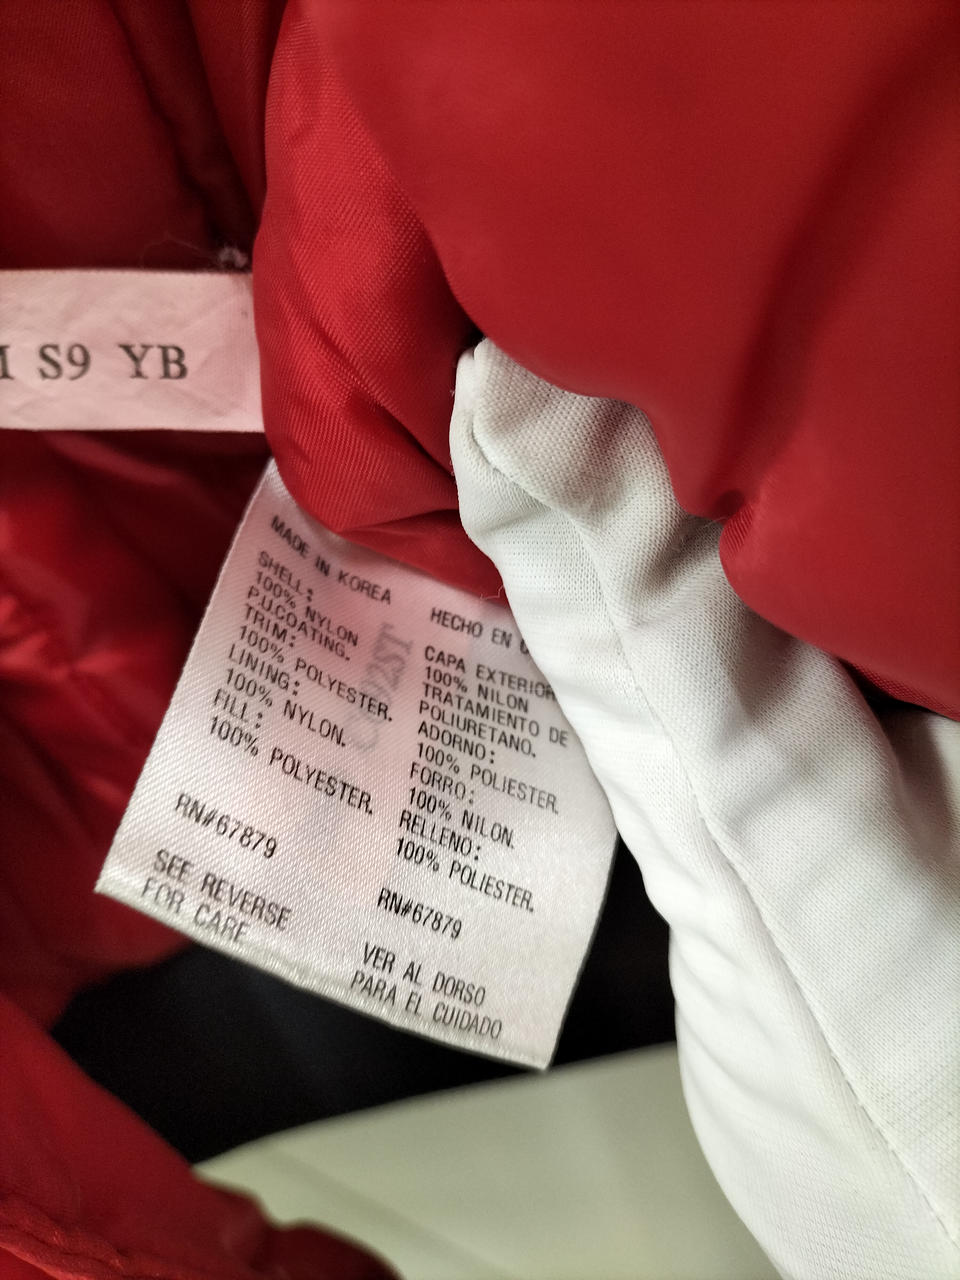 S9 YB
MADE IN KOREA
SHELL:
100% NYLON
P.U.COATING.
TRIM:
100% POLYESTER.
LINING:
100% NYLON.
FILL:
100% POLYESTER.
RN#67879
SEE REVERSE
FOR CARE
HECHO EN
CAPA EXTERIOR
100% NILON
TRATAMIENTO DE
POLIURETANO.
ADORNO:
100% POLIESTER.
FORRO:
100% NILON.
RELLENO:
100% POLIESTER.
RN#67879
VER AL DORSO
PARA EL CUIDADO